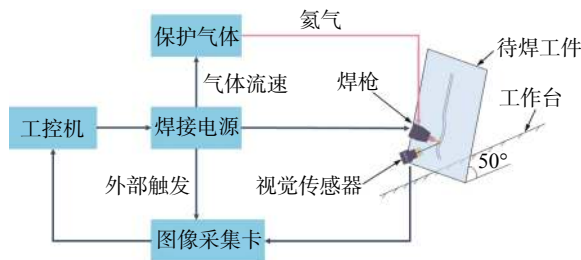 氦气
保护气体
待焊工件
气体流速
焊枪
工作台
工控机
焊接电源
外部触发
视觉传感器
50°
图像采集卡